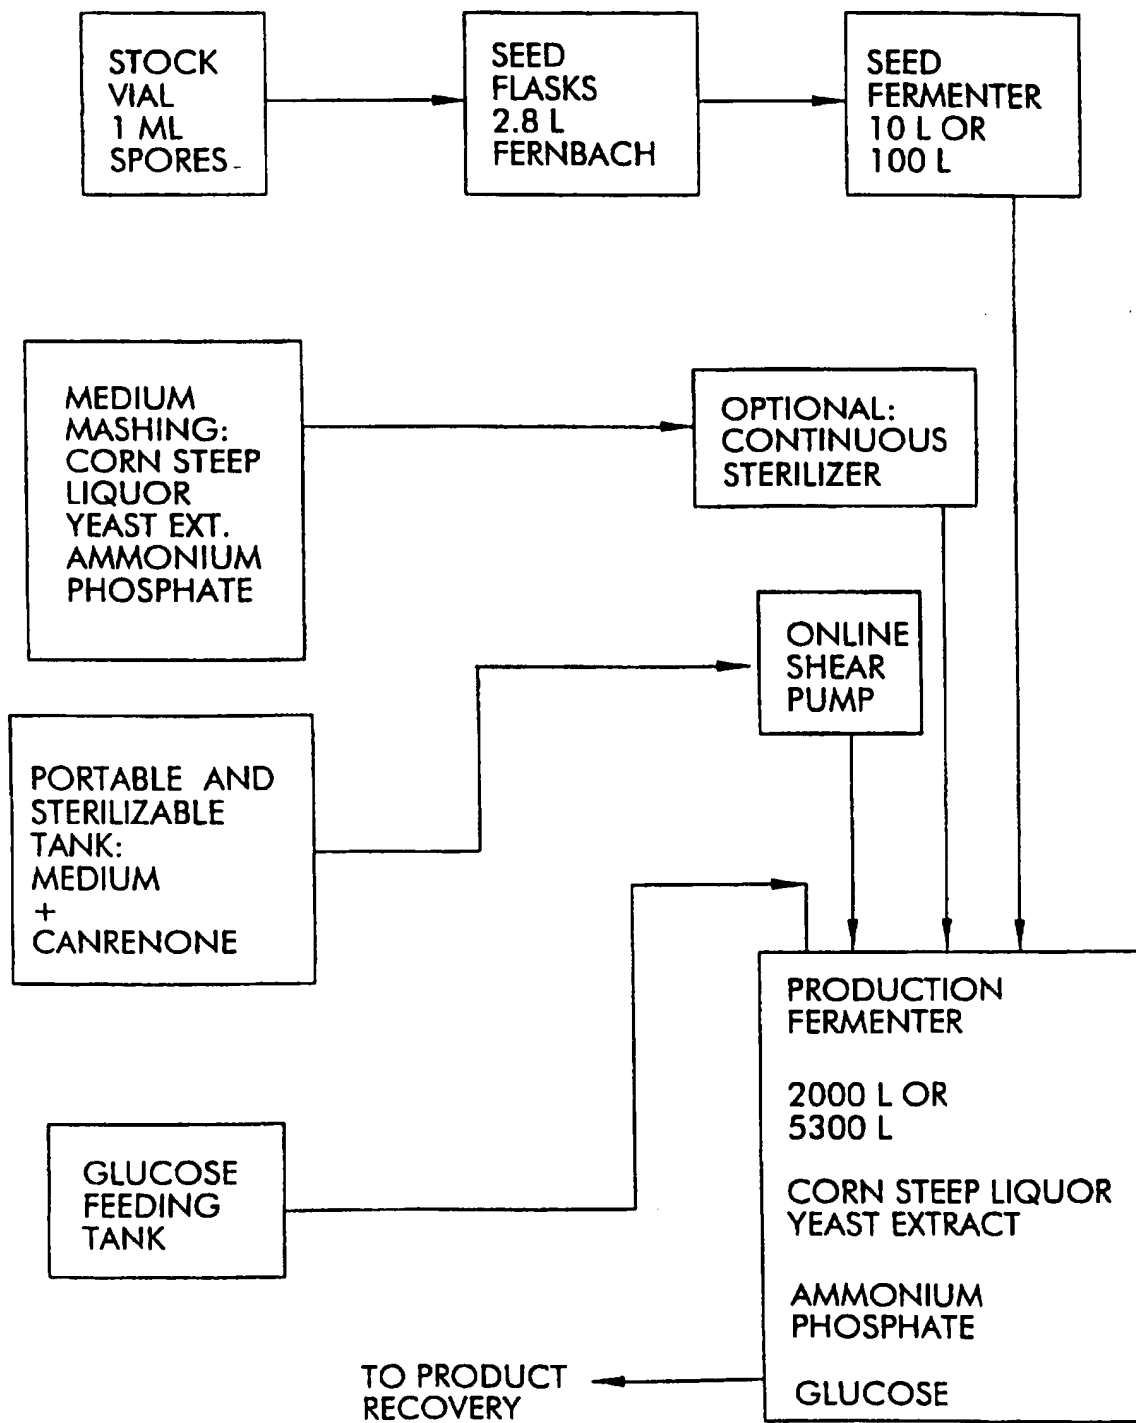 STOCK
VIAL
1 ML
SPORES
SEED
FLASKS
2.8 L
FERNBACH
SEED
FERMENTER
10 L OR
100 L
MEDIUM
MASHING:
CORN STEEP
LIQUOR
YEAST EXT.
AMMONIUM
PHOSPHATE
OPTIONAL:
CONTINUOUS
STERILIZER
ONLINE
SHEAR
PUMP
PORTABLE AND
STERILIZABLE
TANK:
MEDIUM
+
CANRENONE
GLUCOSE
FEEDING
TANK
PRODUCTION
FERMENTER
2000 L OR
5300 L
CORN STEEP LIQUOR
YEAST EXTRACT
AMMONIUM
PHOSPHATE
GLUCOSE
TO PRODUCT
RECOVERY